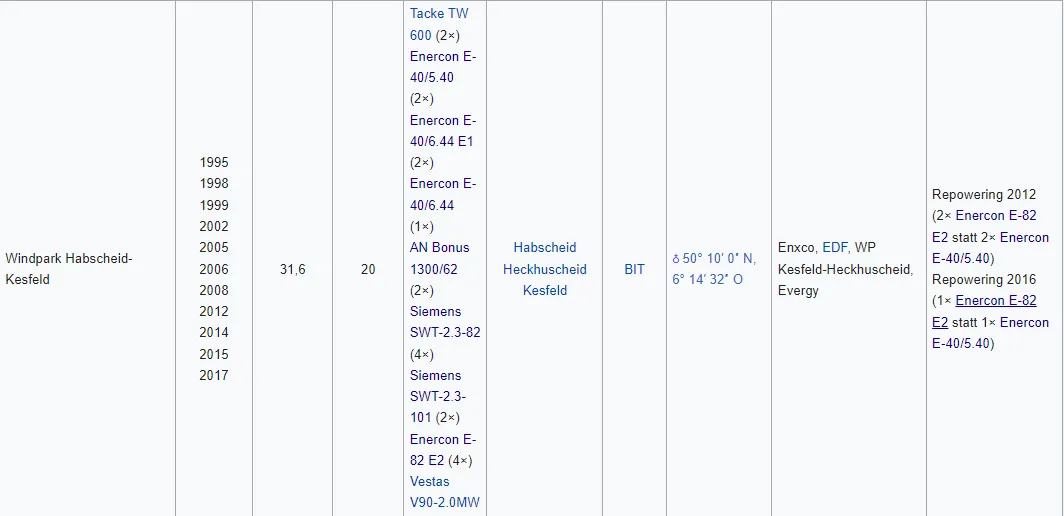 Windpark Habscheid-
Kesfeld
1995
1998
1999
2002
2005
2006
2008
2012
2014
2015
2017
31,6
20
Tacke TW
600 (2×)
Enercon E-
40/5.40
(2×)
Enercon E-
40/6.44 E1
(2×)
Enercon E-
40/6.44
(1×)
AN Bonus
1300/62
(2×)
Siemens
SWT-2.3-82
(4×)
Siemens
SWT-2.3-
101 (2×)
Enercon E-
82 E2 (4×)
Vestas
V90-2.0MW
Habscheid
Heckhuscheid
Kesfeld
BIT
50° 10′ 0″ N,
6° 14′ 32″ O
Enxco, EDF, WP
Kesfeld-Heckhuscheid,
Evergy
Repowering 2012
(2× Enercon E-82
E2 statt 2× Enercon
E-40/5.40)
Repowering 2016
(1× Enercon E-82
E2 statt 1× Enercon
E-40/5.40)